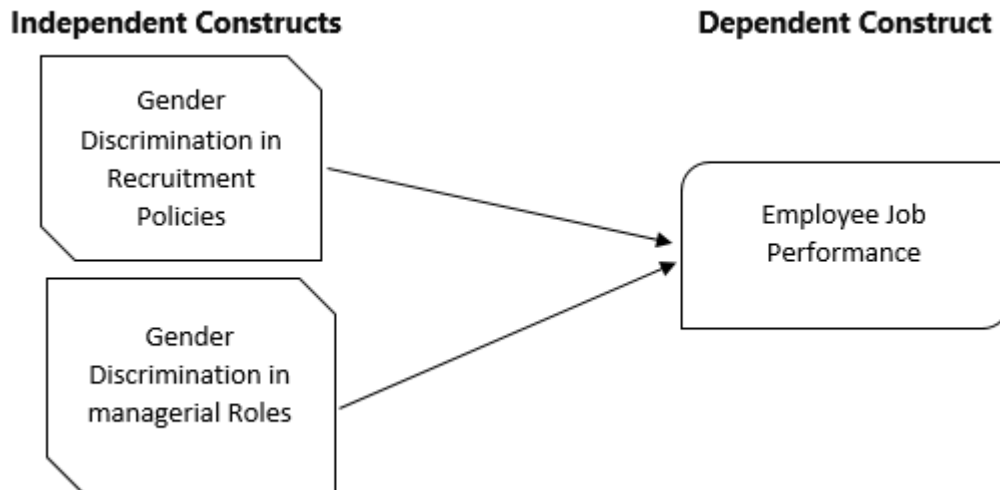 Independent Constructs
Dependent Construct
Gender
Discrimination in
Recruitment
Policies
Employee Job
Performance
Gender
Discrimination in
managerial Roles